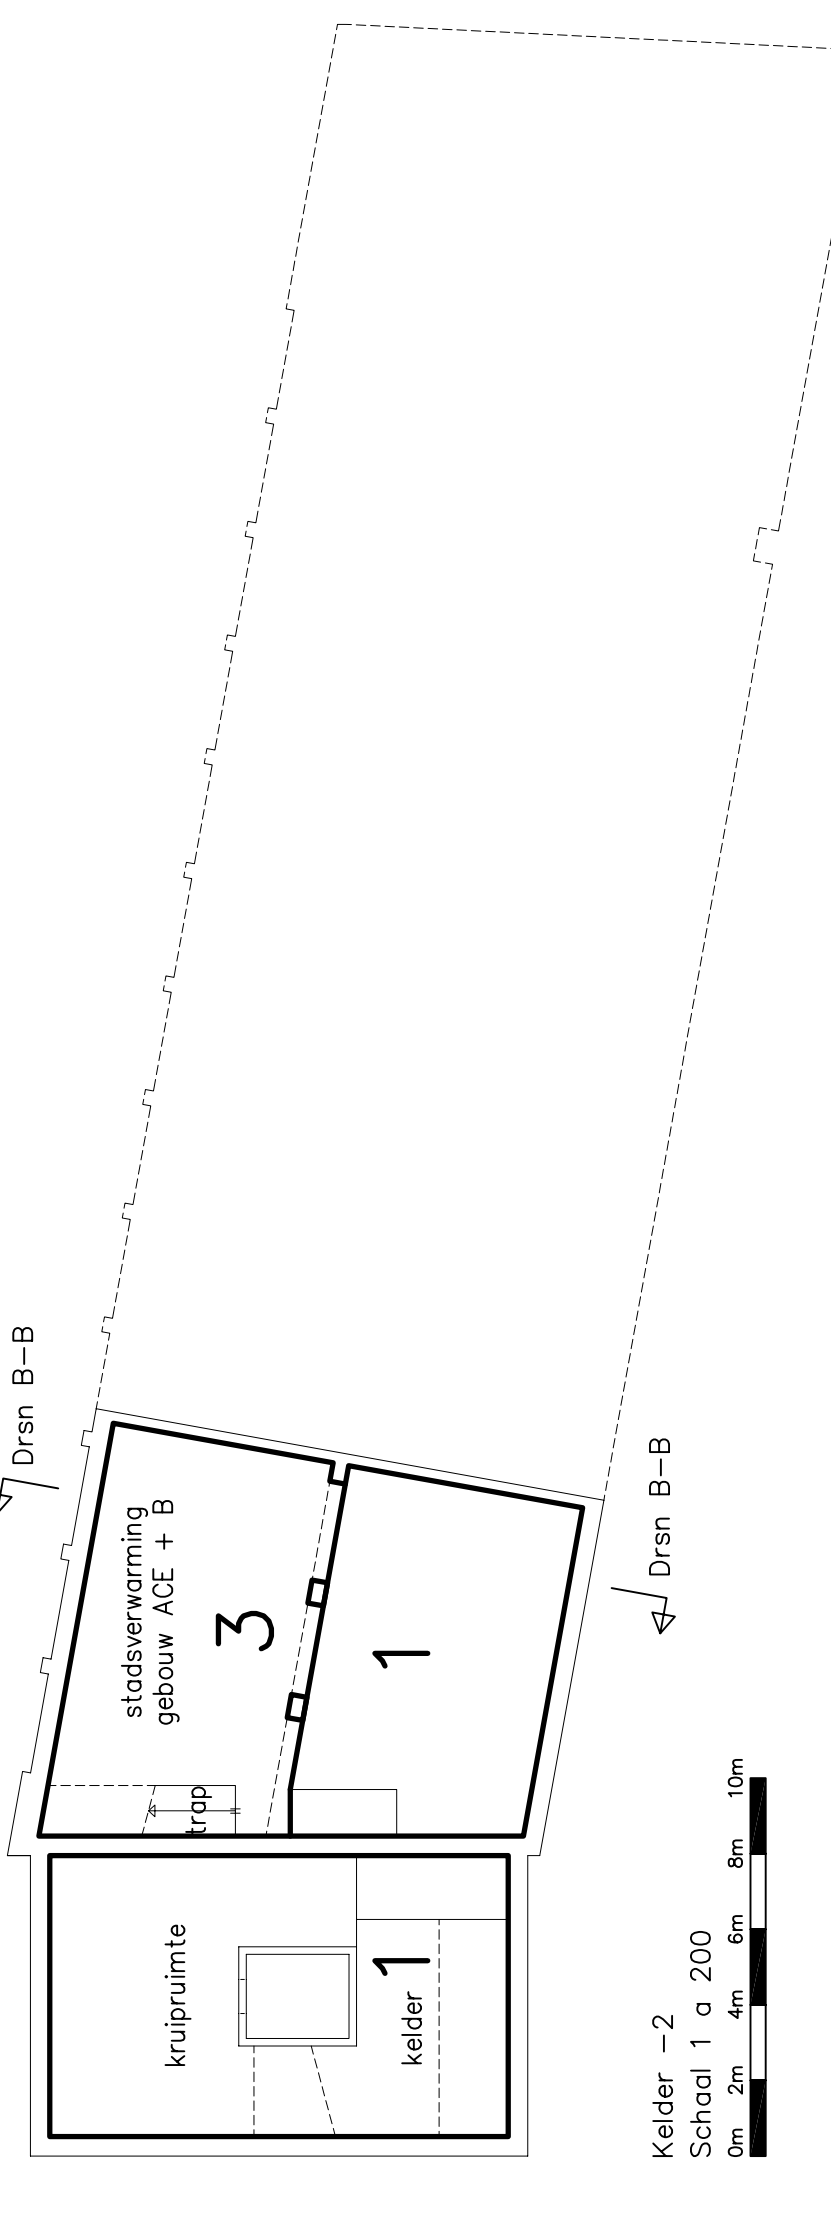 Drsn B-B
stadsverwarming
gebouw ACE + B
3
1
trap
Drsn B-B
kruipruimte
1
kelder
Kelder -2
Schaal 1 a 200
0m 2m 4m 6m 8m 10m